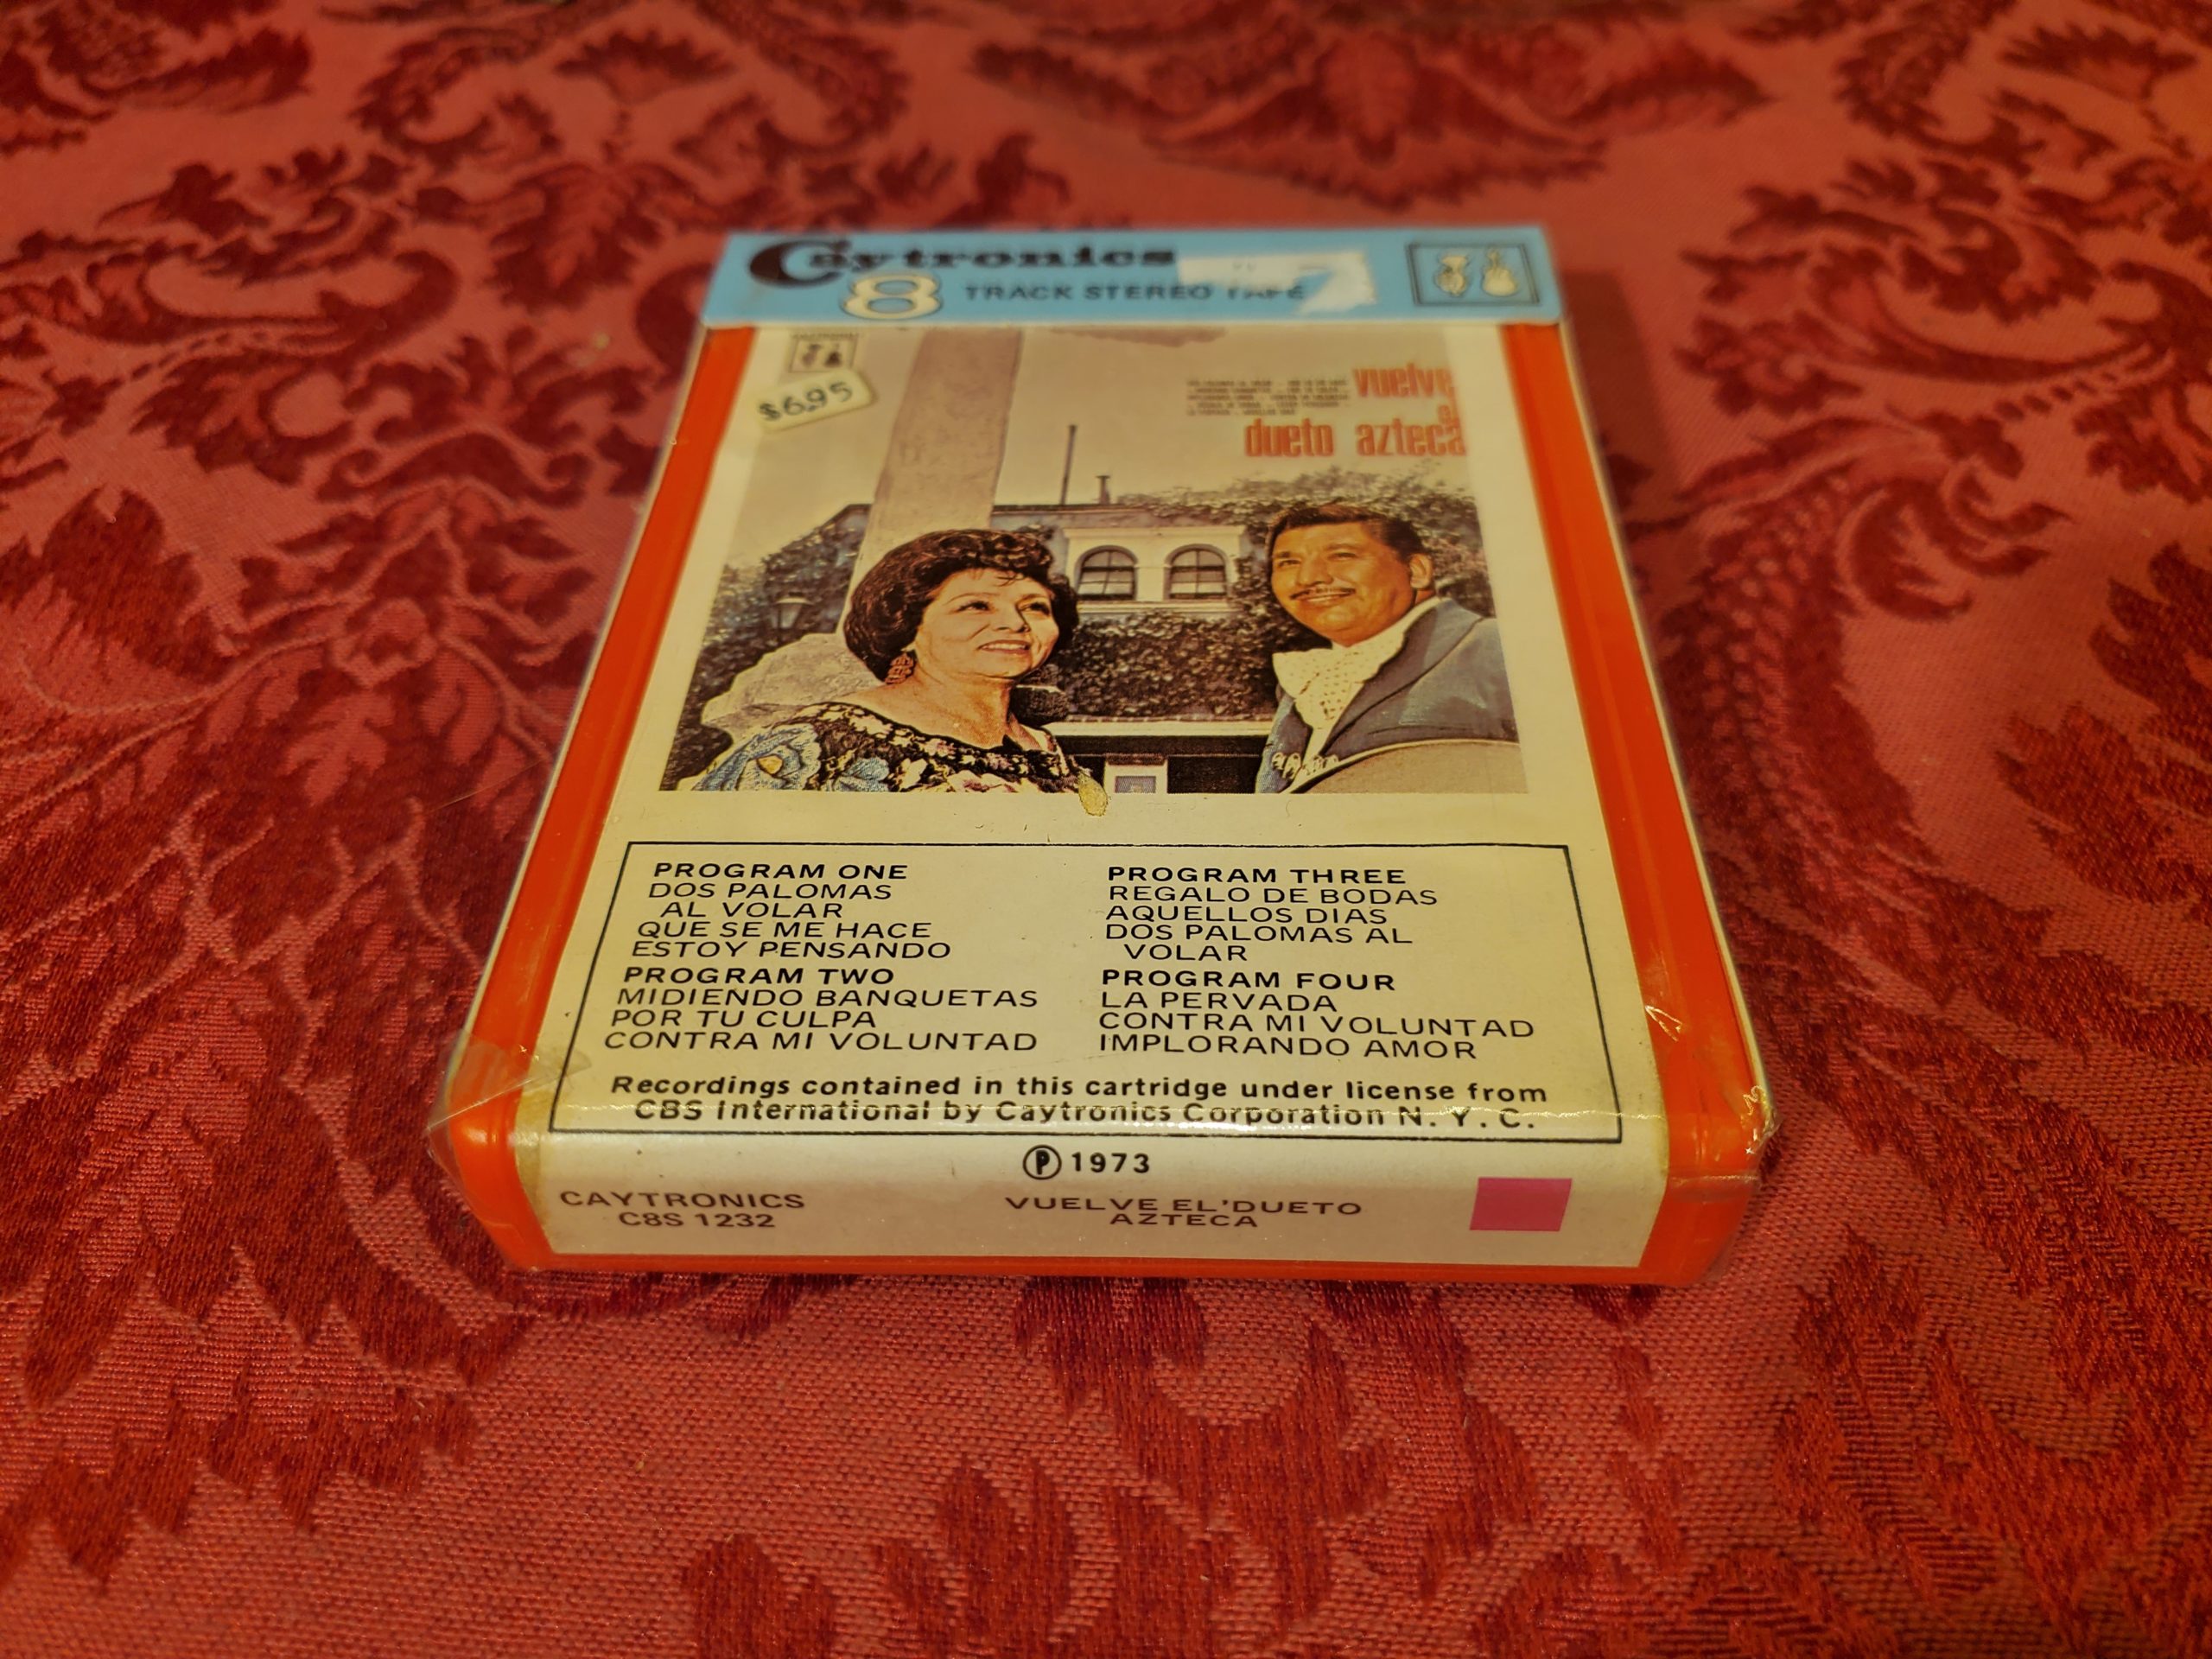 Caytronics
8 TRACK STEREO TAPE
$6.95
vuelve
el
dueto azteca
PROGRAM ONE
DOS PALOMAS
AL VOLAR
QUE SE ME HACE
ESTOY PENSANDO
PROGRAM TWO
MIDIENDO BANQUETAS
POR TU CULPA
CONTRA MI VOLUNTAD
PROGRAM THREE
REGALO DE BODAS
AQUELLOS DIAS
DOS PALOMAS AL
VOLAR
PROGRAM FOUR
LA PERVADA
CONTRA MI VOLUNTAD
IMPLORANDO AMOR
Recordings contained in this cartridge under license from
CBS International by Caytronics Corporation N. Y. C.
Ⓟ 1973
CAYTRONICS
C8S 1232
VUELVE EL'DUETO
AZTECA